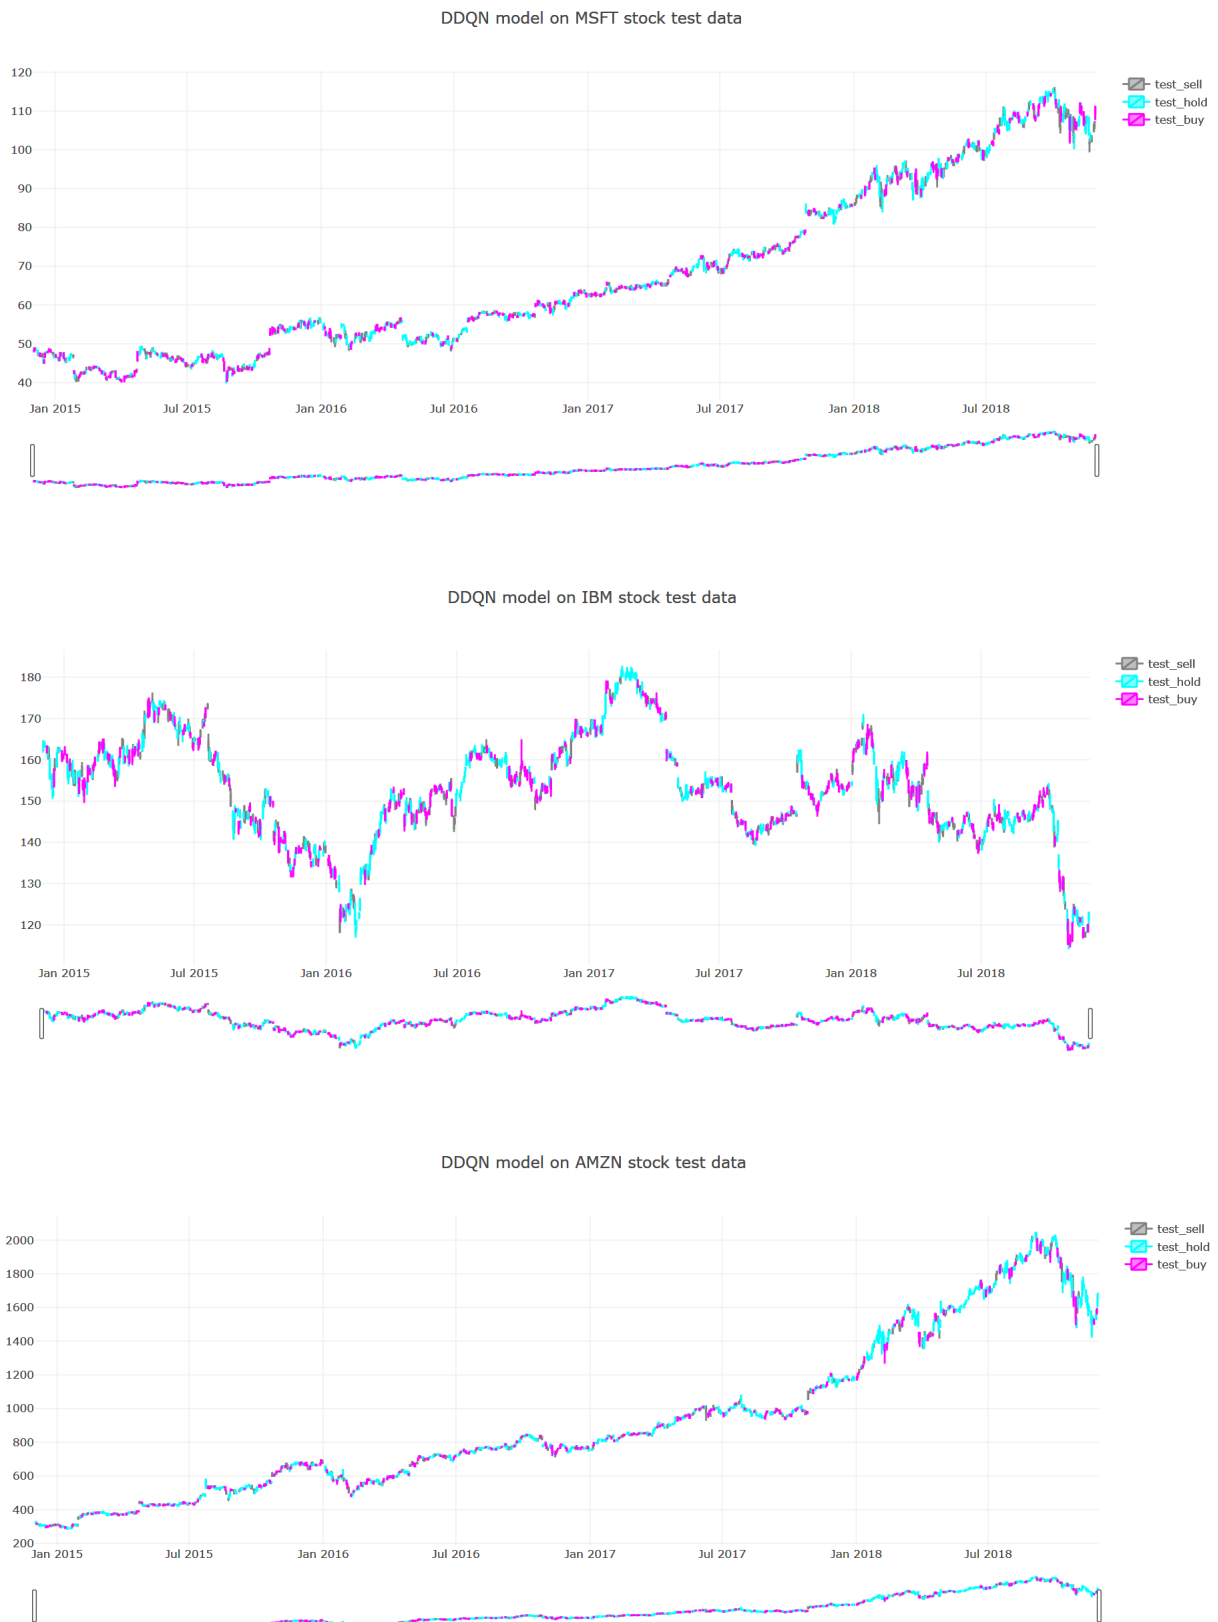 DDQN model on MSFT stock test data
120
110
100
90
80
70
60
50
40
Jan 2015 Jul 2015 Jan 2016 Jul 2016 Jan 2017 Jul 2017 Jan 2018 Jul 2018
test_sell
test_hold
test_buy
DDQN model on IBM stock test data
180
170
160
150
140
130
120
Jan 2015 Jul 2015 Jan 2016 Jul 2016 Jan 2017 Jul 2017 Jan 2018 Jul 2018
test_sell
test_hold
test_buy
DDQN model on AMZN stock test data
2000
1800
1600
1400
1200
1000
800
600
400
200
Jan 2015 Jul 2015 Jan 2016 Jul 2016 Jan 2017 Jul 2017 Jan 2018 Jul 2018
test_sell
test_hold
test_buy